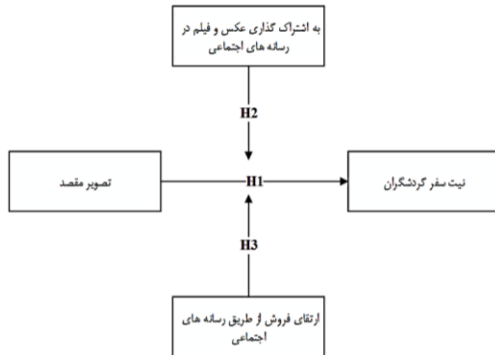 به اشتراک گذاری عکس و فیلم در
رسانه های اجتماعی
H2
تصویر مقصد
H1
نیت سفر گردشگران
H3
ارتقای فروش از طریق رسانه های
اجتماعی